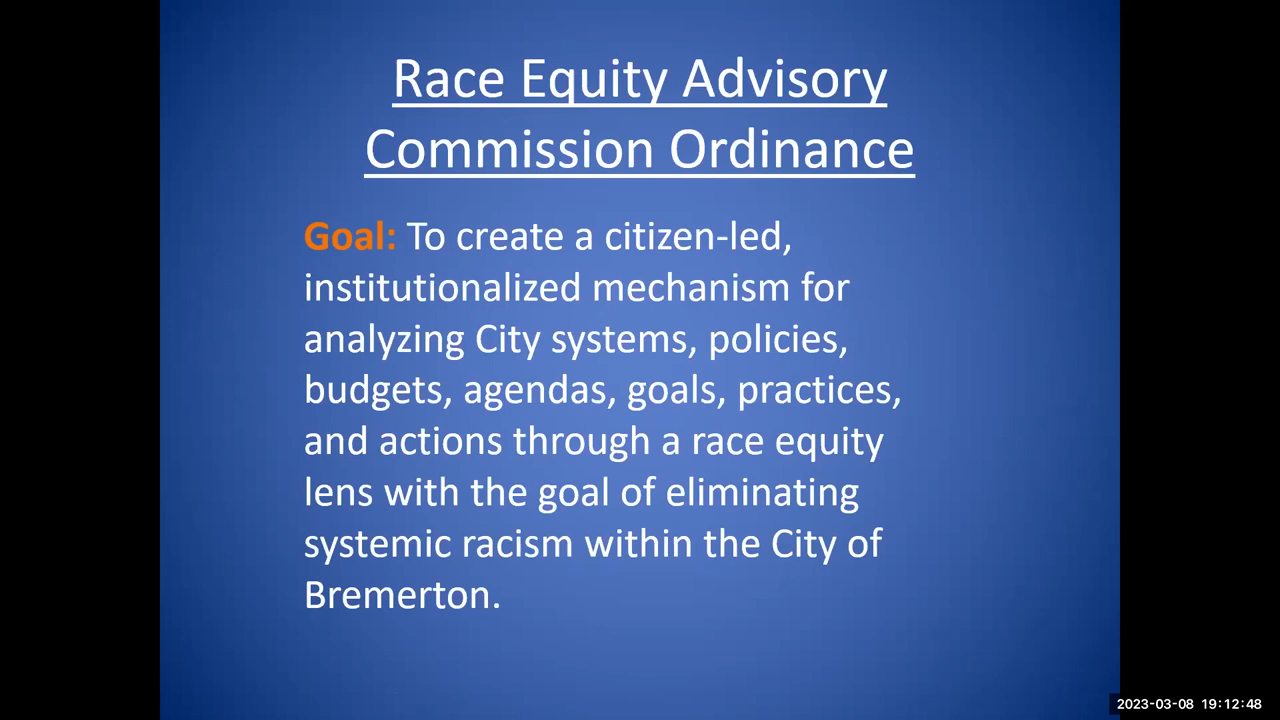 Race Equity Advisory
Commission Ordinance
Goal: To create a citizen-led,
institutionalized mechanism for
analyzing City systems, policies,
budgets, agendas, goals, practices,
and actions through a race equity
lens with the goal of eliminating
systemic racism within the City of
Bremerton.
2023-03-08 19:12:48